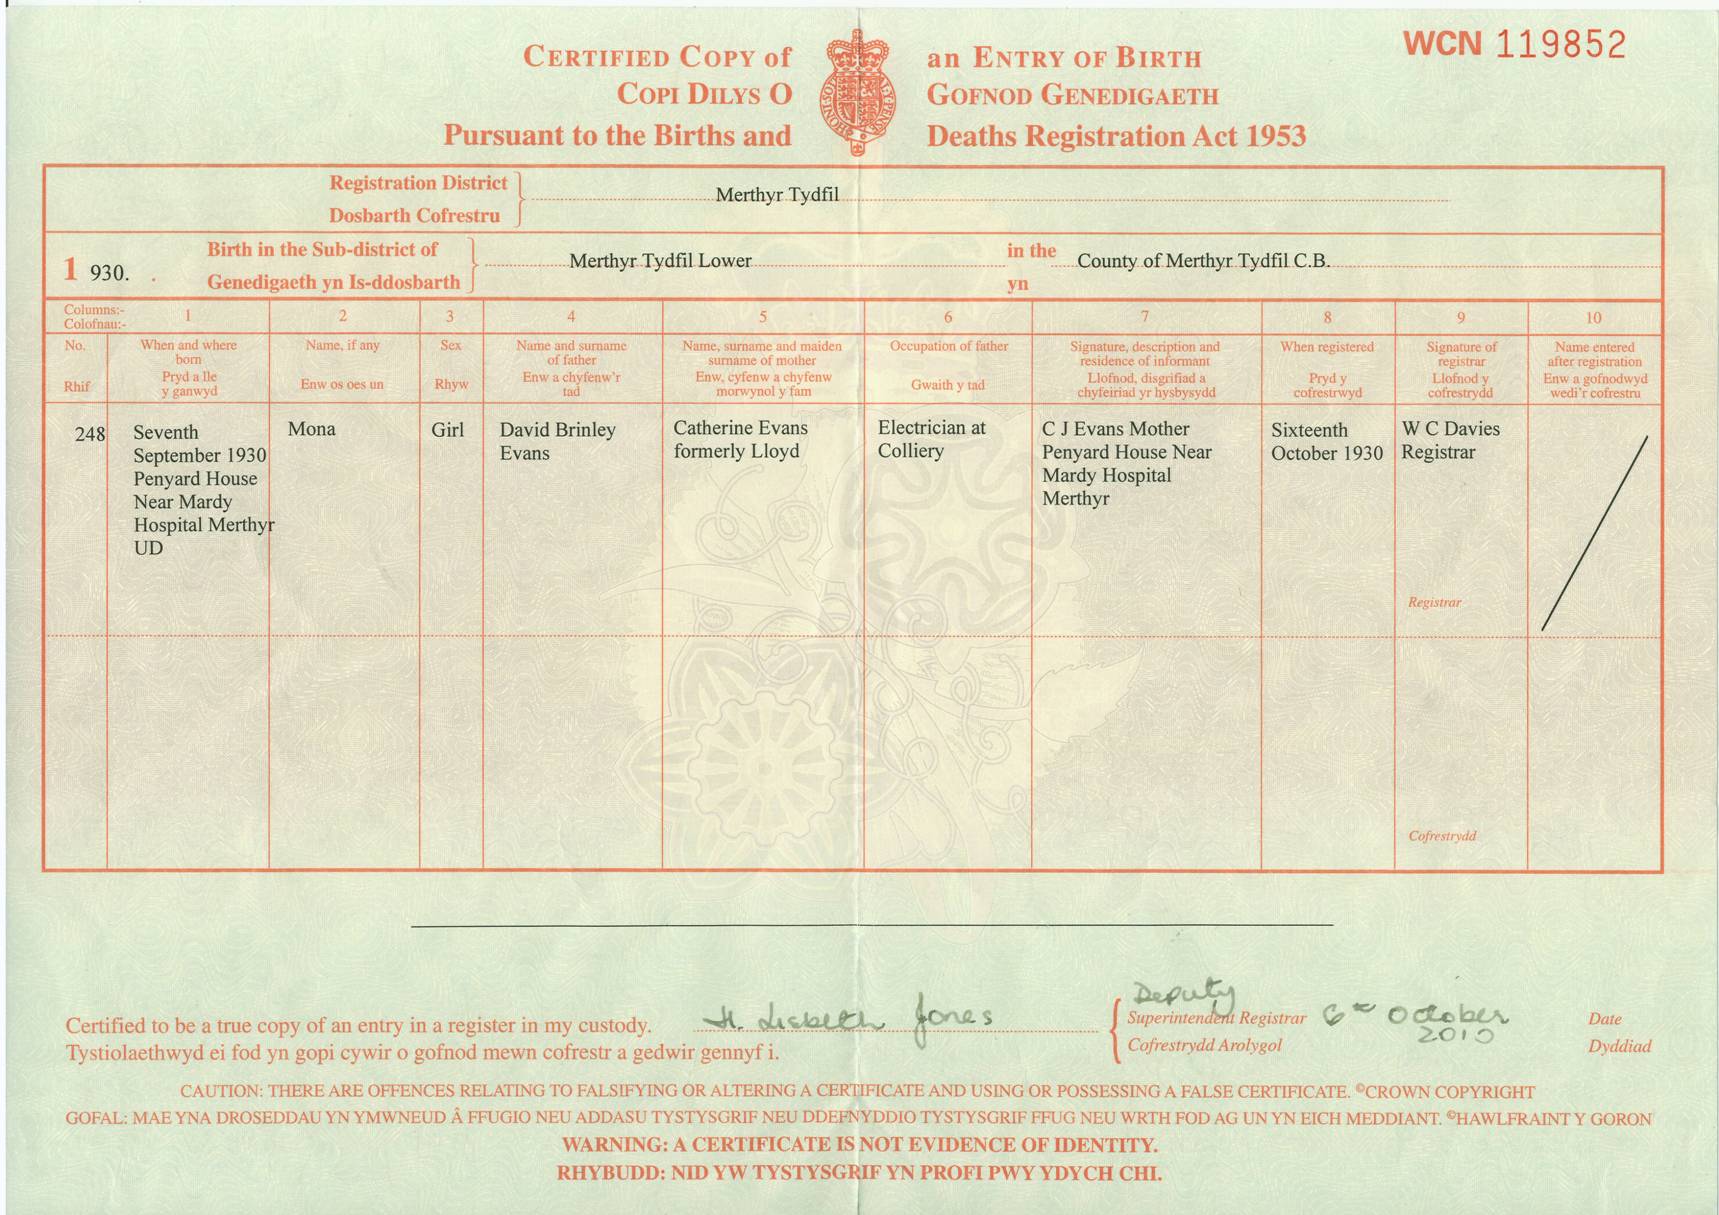 WCN 119852
CERTIFIED COPY of an ENTRY OF BIRTH
COPI DILYS O GOFNOD GENEDIGAETH
Pursuant to the Births and Deaths Registration Act 1953
Registration District
Dosbarth Cofrestru
Merthyr Tydfil
1 930. .
Birth in the Sub-district of
Genedigaeth yn Is-ddosbarth
Merthyr Tydfil Lower
in the
yn
County of Merthyr Tydfil C.B.
Columns:- 1 2 3 4 5 6 7 8 9 10
Colofnau:-
No.
Rhif
When and where
born
Pryd a lle
y ganwyd
Name, if any
Enw os oes un
Sex
Rhyw
Name and surname
of father
Enw a chyfenw'r
tad
Name, surname and maiden
surname of mother
Enw, cyfenw a chyfenw
morwynol y fam
Occupation of father
Gwaith y tad
Signature, description and
residence of informant
Llofnod, disgrifiad a
chyfeiriad yr hysbysydd
When registered
Pryd y
cofrestrwyd
Signature of
registrar
Llofnod y
cofrestrydd
Name entered
after registration
Enw a gofnodwyd
wedi'r cofrestru
248
Seventh
September 1930
Penyard House
Near Mardy
Hospital Merthyr
UD
Mona
Girl
David Brinley
Evans
Catherine Evans
formerly Lloyd
Electrician at
Colliery
C J Evans Mother
Penyard House Near
Mardy Hospital
Merthyr
Sixteenth
October 1930
W C Davies
Registrar
Registrar
Cofrestrydd
Certified to be a true copy of an entry in a register in my custody.
Tystiolaethwyd ei fod yn gopi cywir o gofnod mewn cofrestr a gedwir gennyf i.
H. Lisbeth Jones
Deputy
Superintendent Registrar
Cofrestrydd Arolygol
6th October
2010
Date
Dyddiad
CAUTION: THERE ARE OFFENCES RELATING TO FALSIFYING OR ALTERING A CERTIFICATE AND USING OR POSSESSING A FALSE CERTIFICATE. ©CROWN COPYRIGHT
GOFAL: MAE YNA DROSEDDAU YN YMWNEUD Â FFUGIO NEU ADDASU TYSTYSGRIF NEU DDEFNYDDIO TYSTYSGRIF FFUG NEU WRTH FOD AG UN YN EICH MEDDIANT. ©HAWLFRAINT Y GORON
WARNING: A CERTIFICATE IS NOT EVIDENCE OF IDENTITY.
RHYBUDD: NID YW TYSTYSGRIF YN PROFI PWY YDYCH CHI.